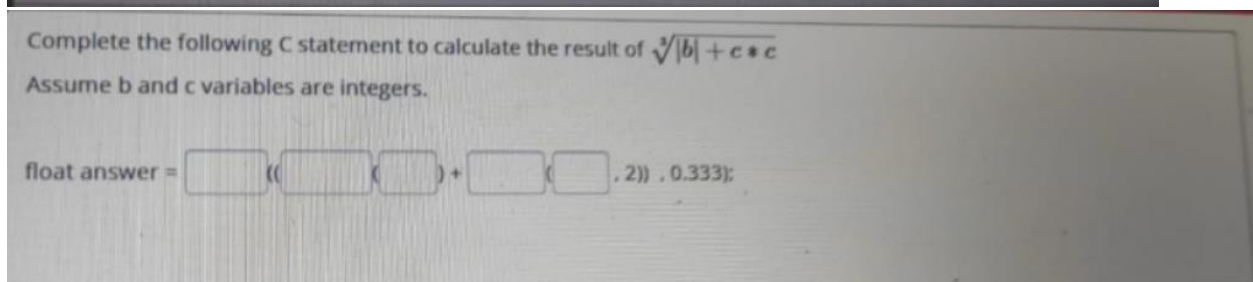 Complete the following C statement to calculate the result of ∛|b| + c * c
Assume b and c variables are integers.
float answer = (( ( ) + ( , 2)) , 0.333);